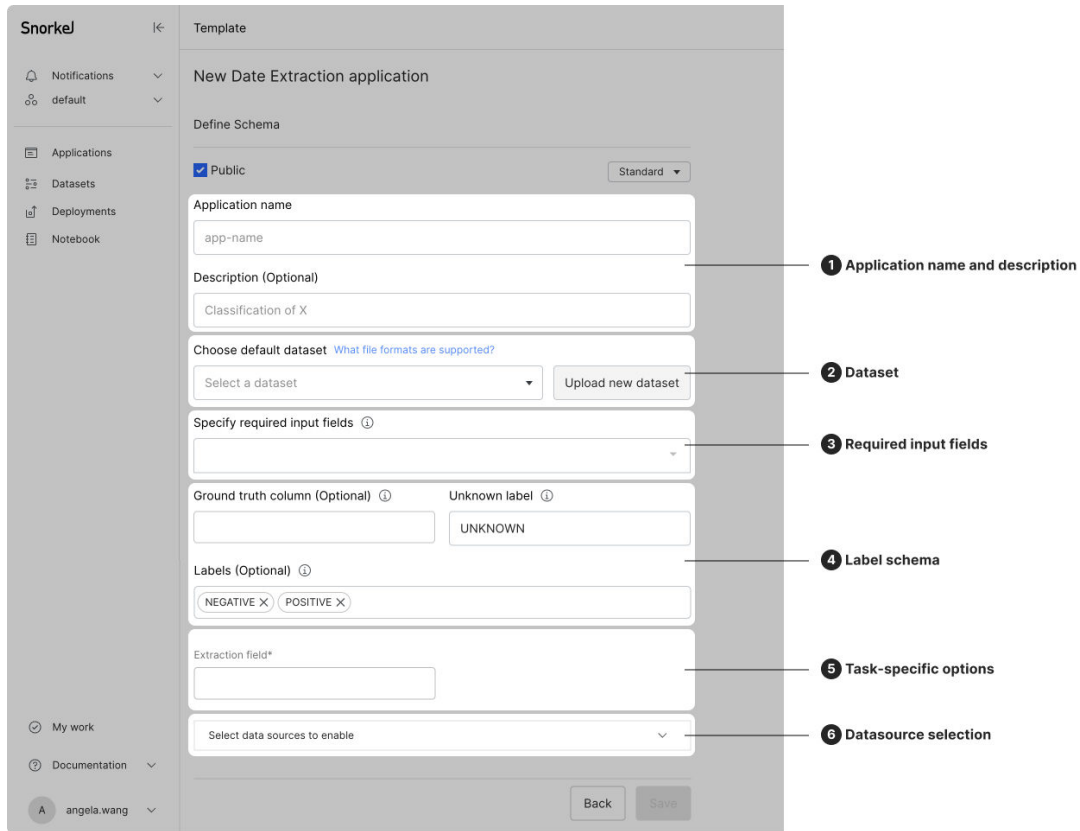 Snorkel
Template
Notifications
default
Applications
Datasets
Deployments
Notebook
My work
Documentation
A angela.wang
New Date Extraction application
Define Schema
Public
Standard
Application name
app-name
Description (Optional)
Classification of X
Choose default dataset What file formats are supported?
Select a dataset
Upload new dataset
Specify required input fields
Ground truth column (Optional) Unknown label
UNKNOWN
Labels (Optional)
NEGATIVE POSITIVE
Extraction field*
Select data sources to enable
Back Save
1 Application name and description
2 Dataset
3 Required input fields
4 Label schema
5 Task-specific options
6 Datasource selection